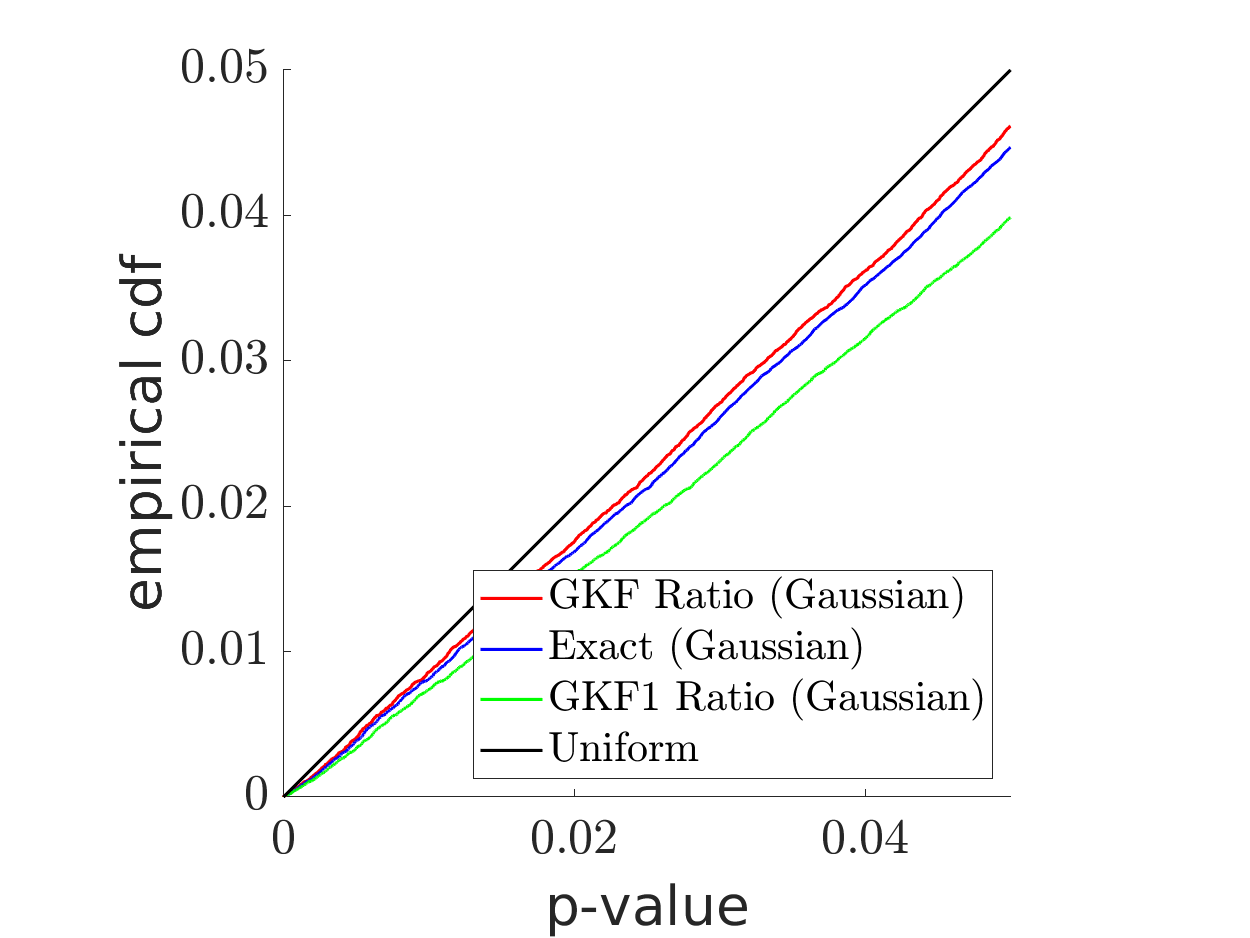 0.05
0.04
0.03
0.02
0.01
0
empirical cdf
GKF Ratio (Gaussian)
Exact (Gaussian)
GKF1 Ratio (Gaussian)
Uniform
0
0.02
0.04
p-value